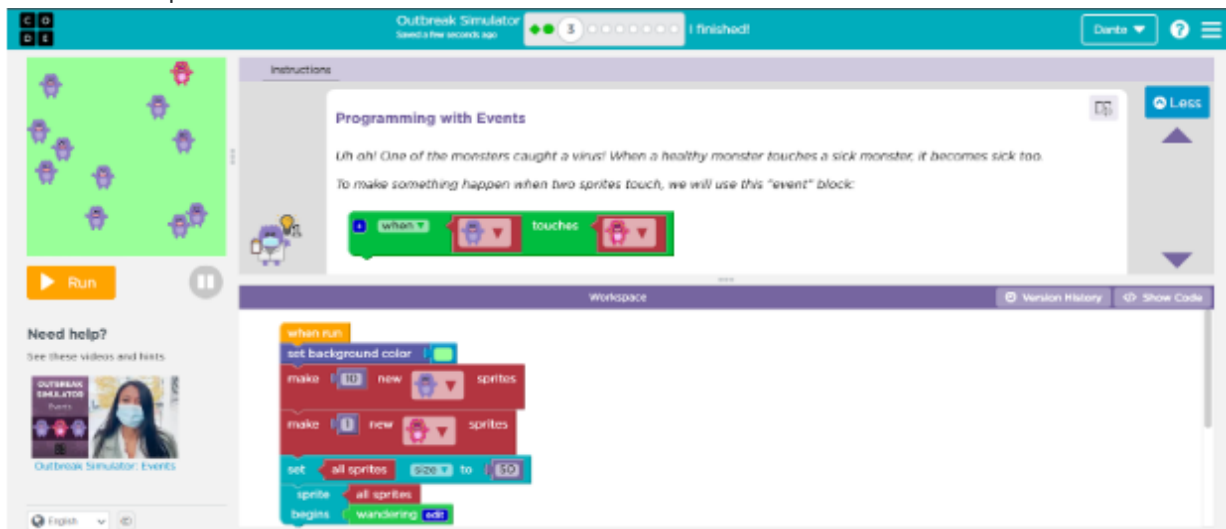 C O
D E
Outbreak Simulator
Saved a few seconds ago
3
I finished!
Dante
?
Instructions
Less
Programming with Events
Uh oh! One of the monsters caught a virus! When a healthy monster touches a sick monster, it becomes sick too.
To make something happen when two sprites touch, we will use this "event" block:
when touches
Run
Workspace
Version History
Show Code
Need help?
See these videos and hints
OUTBREAK
SIMULATOR
Events
Outbreak Simulator: Events
when run
set background color
make 10 new sprites
make 1 new sprites
set all sprites size to 50
sprite all sprites
begins wandering edit
English